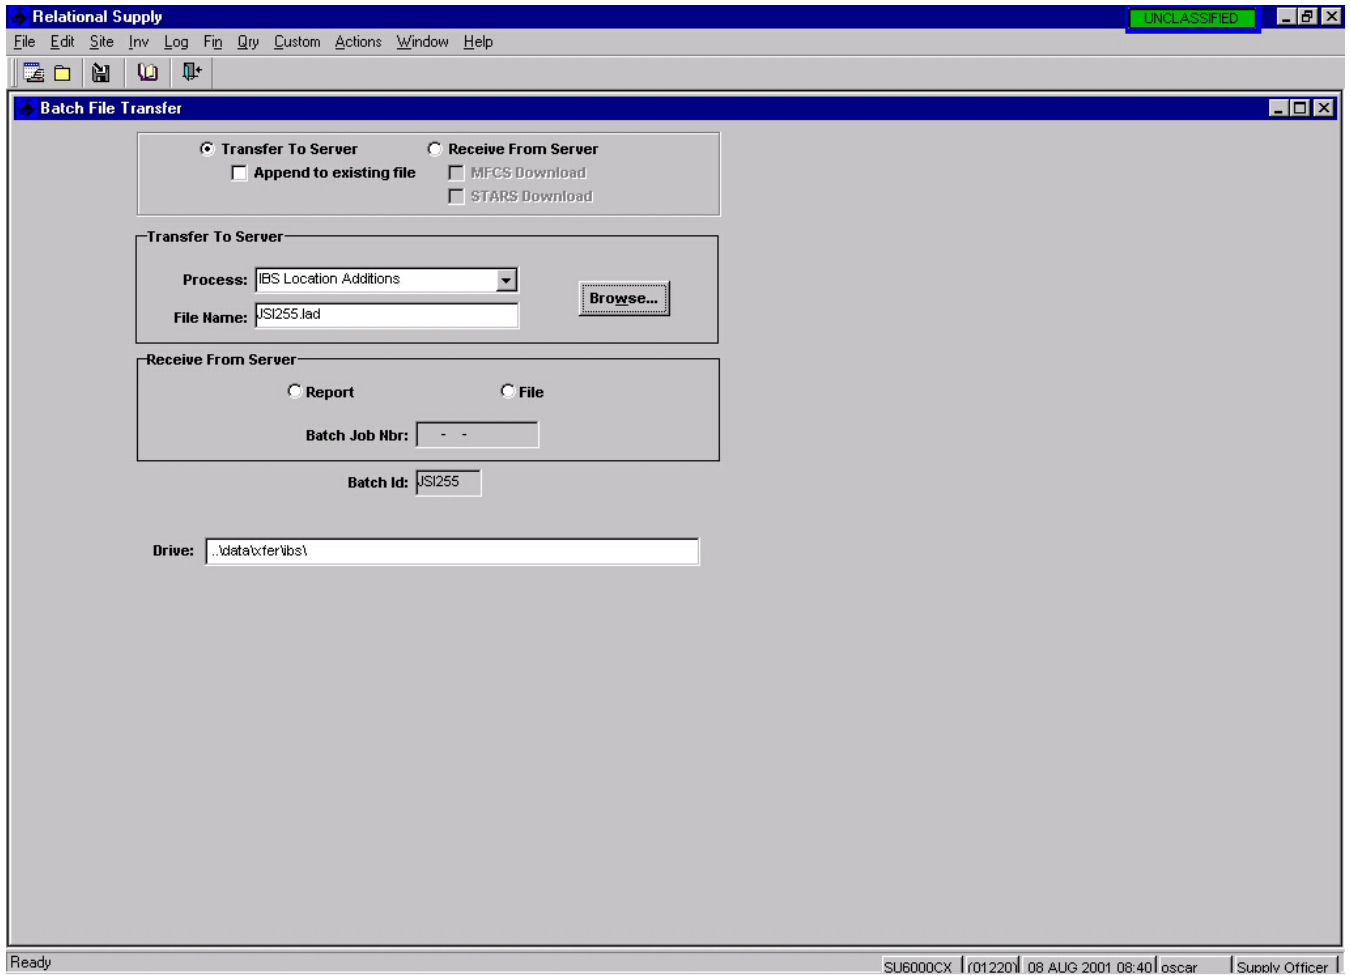 Relational Supply UNCLASSIFIED
File Edit Site Inv Log Fin Qry Custom Actions Window Help
Batch File Transfer
Transfer To Server Receive From Server
Append to existing file MFCS Download
STARS Download
Transfer To Server
Process: IBS Location Additions
Browse...
File Name: JSI255.lad
Receive From Server
Report File
Batch Job Nbr: - -
Batch Id: JSI255
Drive: ..\data\xfer\ibs\
Ready SU6000CX (01220) 08 AUG 2001 08:40 oscar Supply Officer